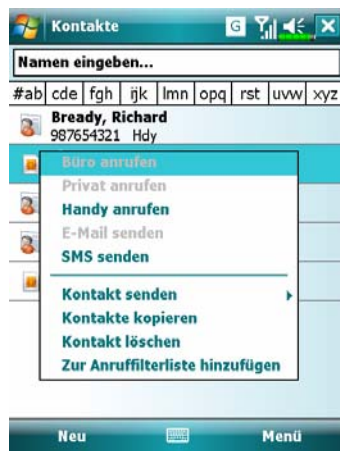 Kontakte G
Namen eingeben...
#ab cde fgh ijk lmn opq rst uvw xyz
Bready, Richard
987654321 Hdy
Büro anrufen
Privat anrufen
Handy anrufen
E-Mail senden
SMS senden
Kontakt senden
Kontakte kopieren
Kontakt löschen
Zur Anruffilterliste hinzufügen
Neu Menü